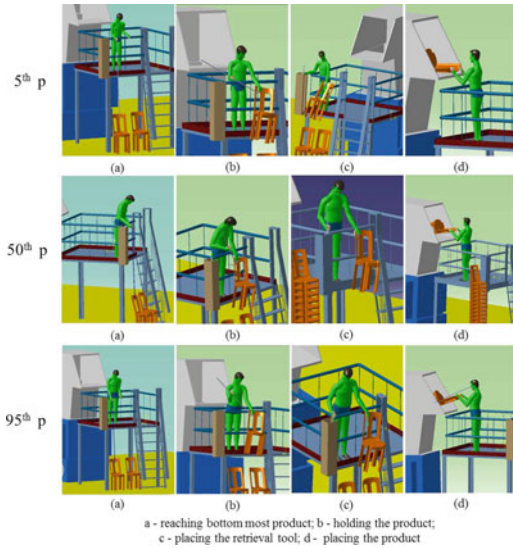 5th p
(a) (b) (c) (d)
50th p
(a) (b) (c) (d)
95th p
(a) (b) (c) (d)
a - reaching bottom most product; b - holding the product;
c - placing the retrieval tool; d - placing the product